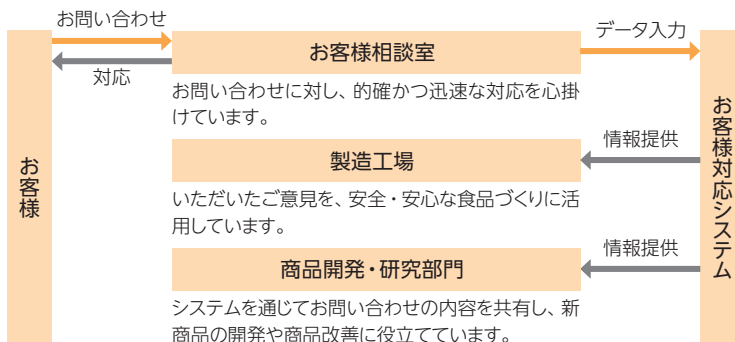 お問い合わせ
対応
お客様
お客様相談室
お問い合わせに対し、的確かつ迅速な対応を心掛
けています。
製造工場
いただいたご意見を、安全・安心な食品づくりに活
用しています。
商品開発・研究部門
システムを通じてお問い合わせの内容を共有し、新
商品の開発や商品改善に役立てています。
データ入力
情報提供
情報提供
お客様対応システム